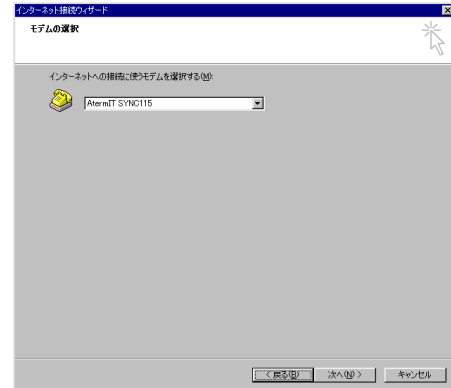 インターネット接続ウィザード
モデムの選択
インターネットへの接続に使うモデムを選択する(M):
AtermIT SYNC115
< 戻る(B)
次へ(N) >
キャンセル